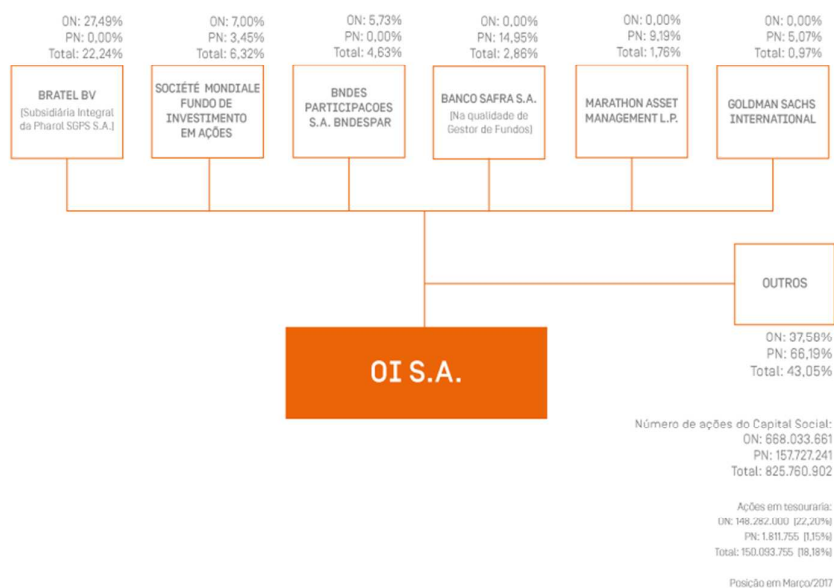 ON: 27,49%
PN: 0,00%
Total: 22,24%
ON: 7,00%
PN: 3,45%
Total: 6,32%
ON: 5,73%
PN: 0,00%
Total: 4,63%
ON: 0,00%
PN: 14,95%
Total: 2,86%
ON: 0,00%
PN: 9,19%
Total: 1,76%
ON: 0,00%
PN: 5,07%
Total: 0,97%
BRATEL BV
(Subsidiária Integral
da Pharol SGPS S.A.)
SOCIÉTÉ MONDIALE
FUNDO DE
INVESTIMENTO
EM AÇÕES
BNDES
PARTICIPACOES
S.A. BNDESPAR
BANCO SAFRA S.A.
(Na qualidade de
Gestor de Fundos)
MARATHON ASSET
MANAGEMENT L.P.
GOLDMAN SACHS
INTERNATIONAL
OUTROS
ON: 37,58%
PN: 66,19%
Total: 43,05%
OI S.A.
Número de ações do Capital Social:
ON: 668.033.661
PN: 157.727.241
Total: 825.760.902
Ações em tesouraria:
ON: 148.282.000 (22,20%)
PN: 1.811.755 (1,15%)
Total: 150.093.755 (18,18%)
Posição em Março/2017